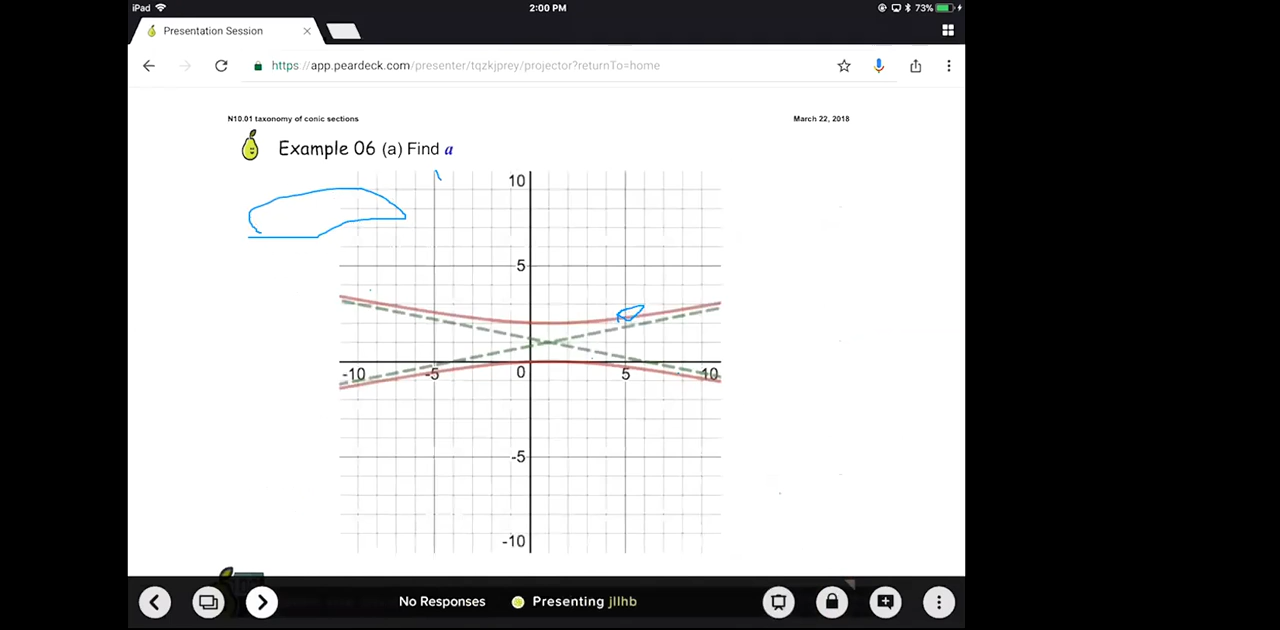 iPad 2:00 PM 73%
Presentation Session
https://app.peardeck.com/presenter/tqzkjprey/projector?returnTo=home
N10.01 taxonomy of conic sections March 22, 2018
Example 06 (a) Find a
10
5
-10 -5 0 5 10
-5
-10
No Responses Presenting jllhb